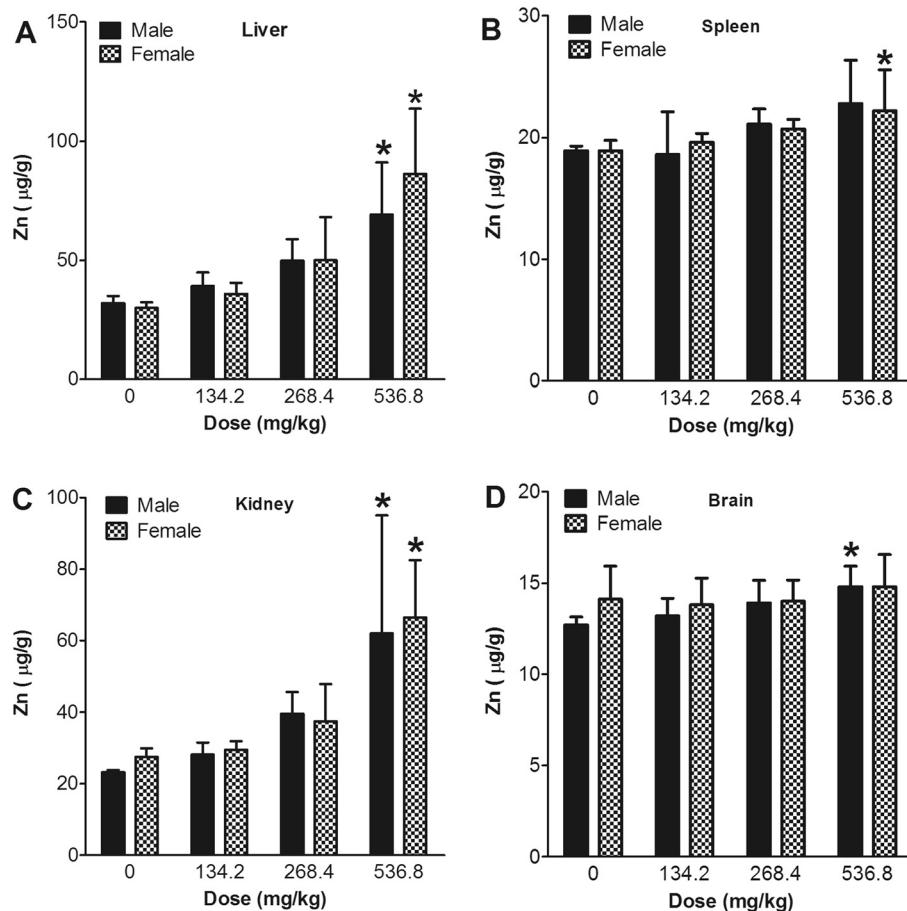 A
Liver
Male
Female
Zn ( μg/g)
150
100
50
0
*
*
0 134.2 268.4 536.8
Dose (mg/kg)
B
Spleen
Male
Female
Zn ( μg/g)
30
20
10
0
*
0 134.2 268.4 536.8
Dose (mg/kg)
C
Kidney
Male
Female
Zn ( μg/g)
100
80
60
40
20
0
*
*
0 134.2 268.4 536.8
Dose (mg/kg)
D
Brain
Male
Female
Zn ( μg/g)
20
15
10
5
0
*
0 134.2 268.4 536.8
Dose (mg/kg)